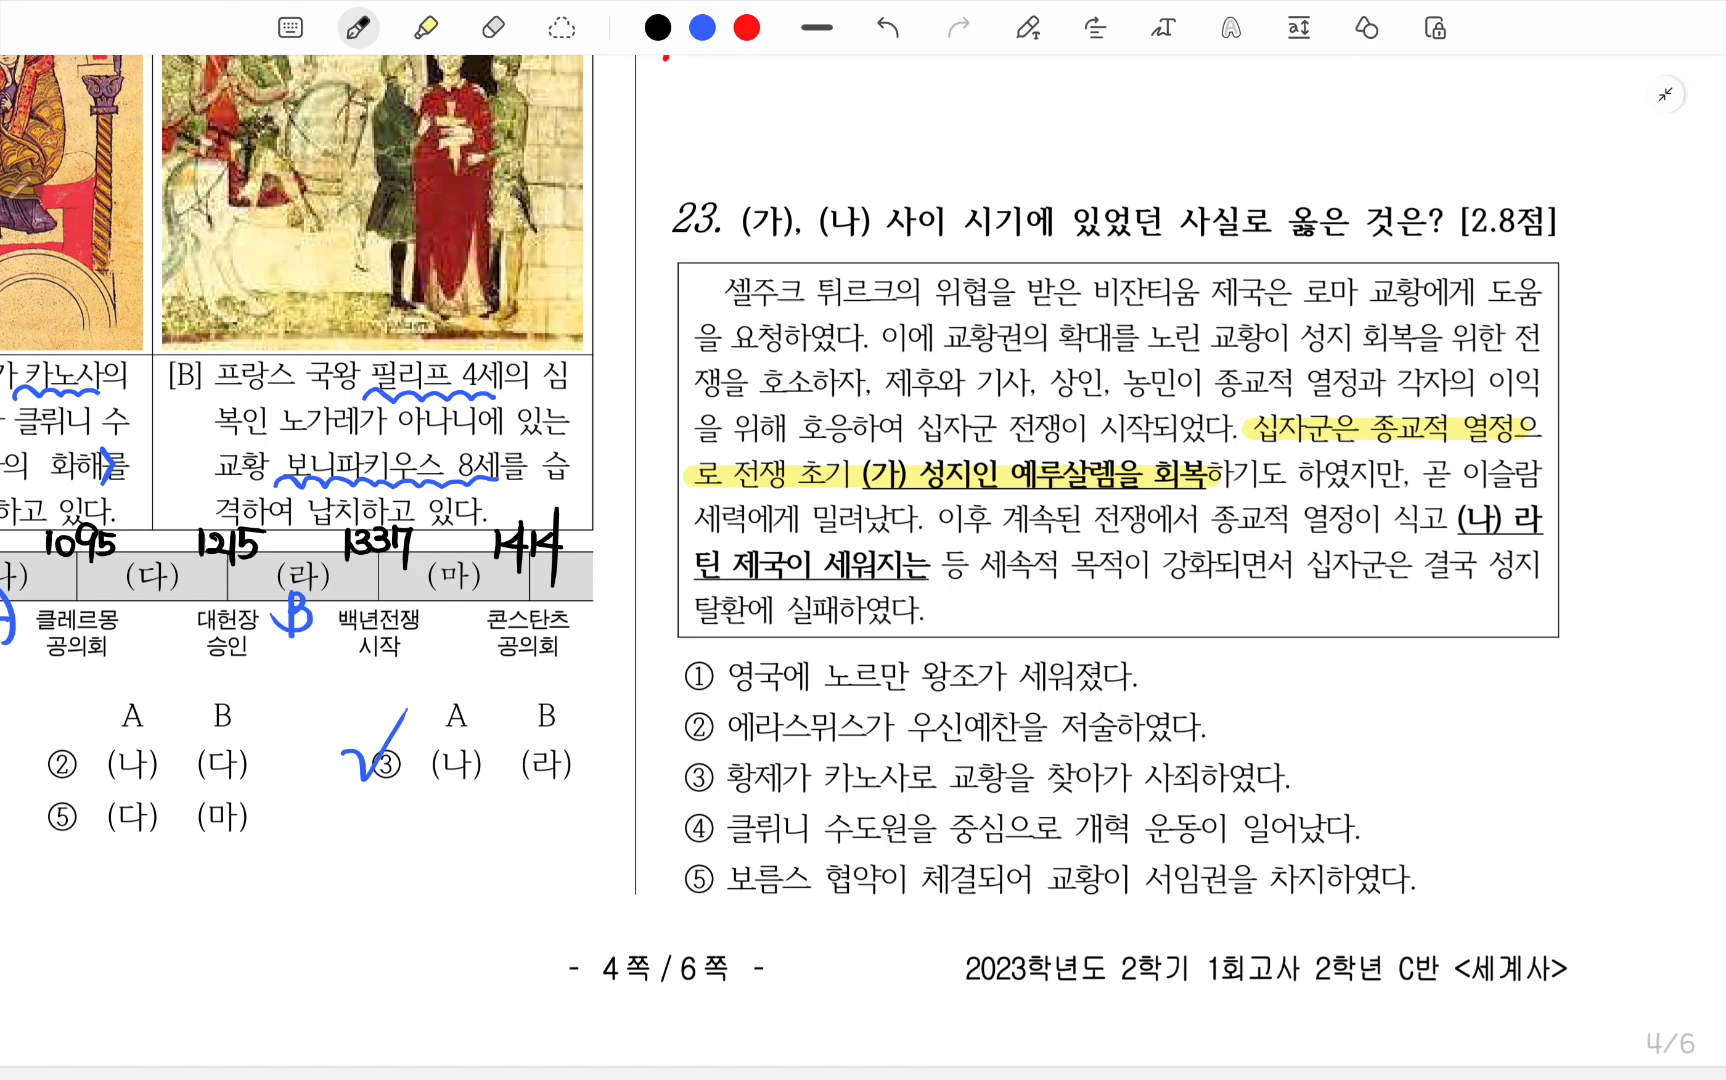 23. (가), (나) 사이 시기에 있었던 사실로 옳은 것은? [2.8점]
셀주크 튀르크의 위협을 받은 비잔티움 제국은 로마 교황에게 도움
을 요청하였다. 이에 교황권의 확대를 노린 교황이 성지 회복을 위한 전
쟁을 호소하자, 제후와 기사, 상인, 농민이 종교적 열정과 각자의 이익
을 위해 호응하여 십자군 전쟁이 시작되었다. 십자군은 종교적 열정으
로 전쟁 초기 (가) 성지인 예루살렘을 회복하기도 하였지만, 곧 이슬람
세력에게 밀려났다. 이후 계속된 전쟁에서 종교적 열정이 식고 (나) 라
틴 제국이 세워지는 등 세속적 목적이 강화되면서 십자군은 결국 성지
탈환에 실패하였다.
① 영국에 노르만 왕조가 세워졌다.
② 에라스뮈스가 우신예찬을 저술하였다.
③ 황제가 카노사로 교황을 찾아가 사죄하였다.
④ 클뤼니 수도원을 중심으로 개혁 운동이 일어났다.
⑤ 보름스 협약이 체결되어 교황이 서임권을 차지하였다.
가 카노사의
클뤼니 수
의 화해를
하고 있다.
[B] 프랑스 국왕 필리프 4세의 심
복인 노가레가 아나니에 있는
교황 보니파키우스 8세를 습
격하여 납치하고 있다.
1095 1215 1337 1414
나) (다) (라) (마)
A B
클레르몽 대헌장 백년전쟁 콘스탄츠
공의회 승인 시작 공의회
A B A B
② (나) (다) ③ (나) (라)
⑤ (다) (마)
- 4쪽 / 6쪽 - 2023학년도 2학기 1회고사 2학년 C반 <세계사>
4/6